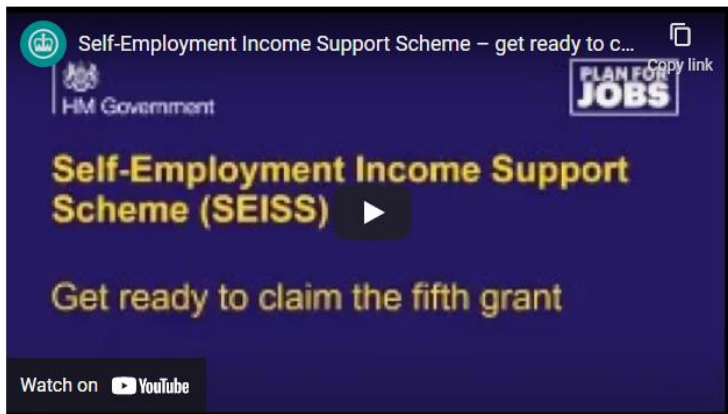 Self-Employment Income Support Scheme – get ready to c...
Copy link
HM Government
PLAN FOR
JOBS
Self-Employment Income Support
Scheme (SEISS)
Get ready to claim the fifth grant
Watch on YouTube